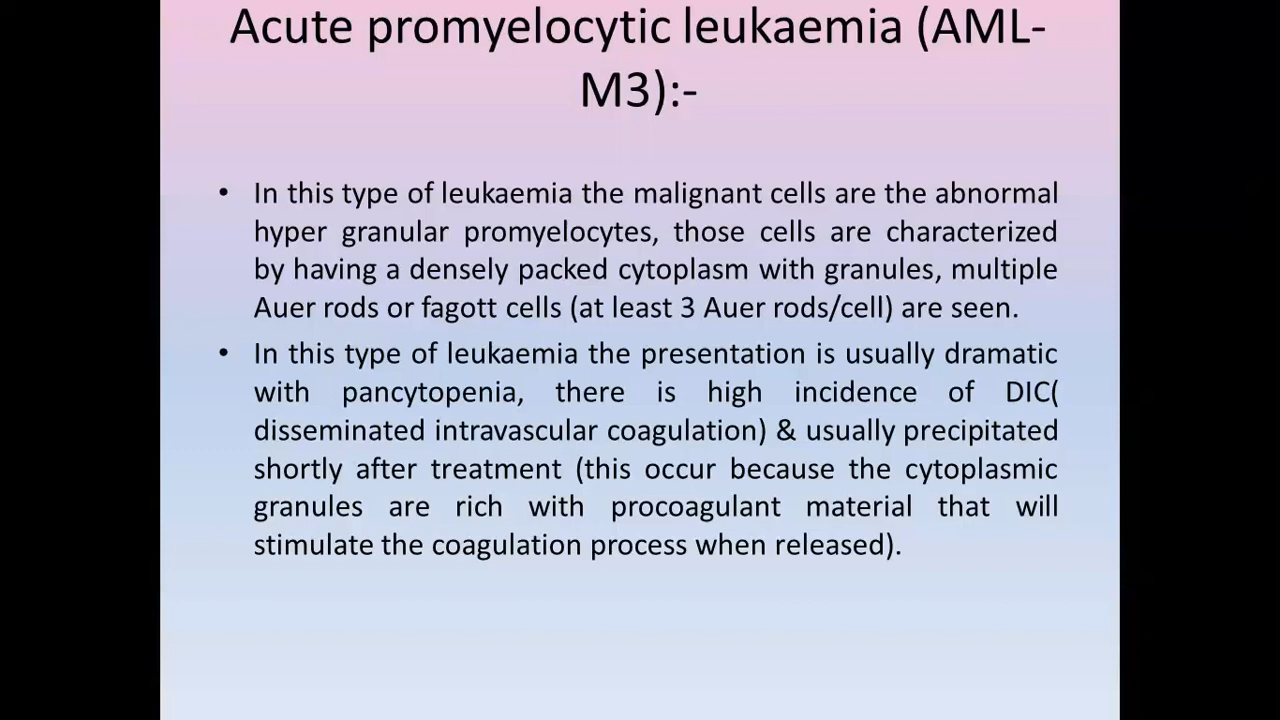 Acute promyelocytic leukaemia (AML-
M3):-
• In this type of leukaemia the malignant cells are the abnormal
hyper granular promyelocytes, those cells are characterized
by having a densely packed cytoplasm with granules, multiple
Auer rods or fagott cells (at least 3 Auer rods/cell) are seen.
• In this type of leukaemia the presentation is usually dramatic
with pancytopenia, there is high incidence of DIC(
disseminated intravascular coagulation) & usually precipitated
shortly after treatment (this occur because the cytoplasmic
granules are rich with procoagulant material that will
stimulate the coagulation process when released).